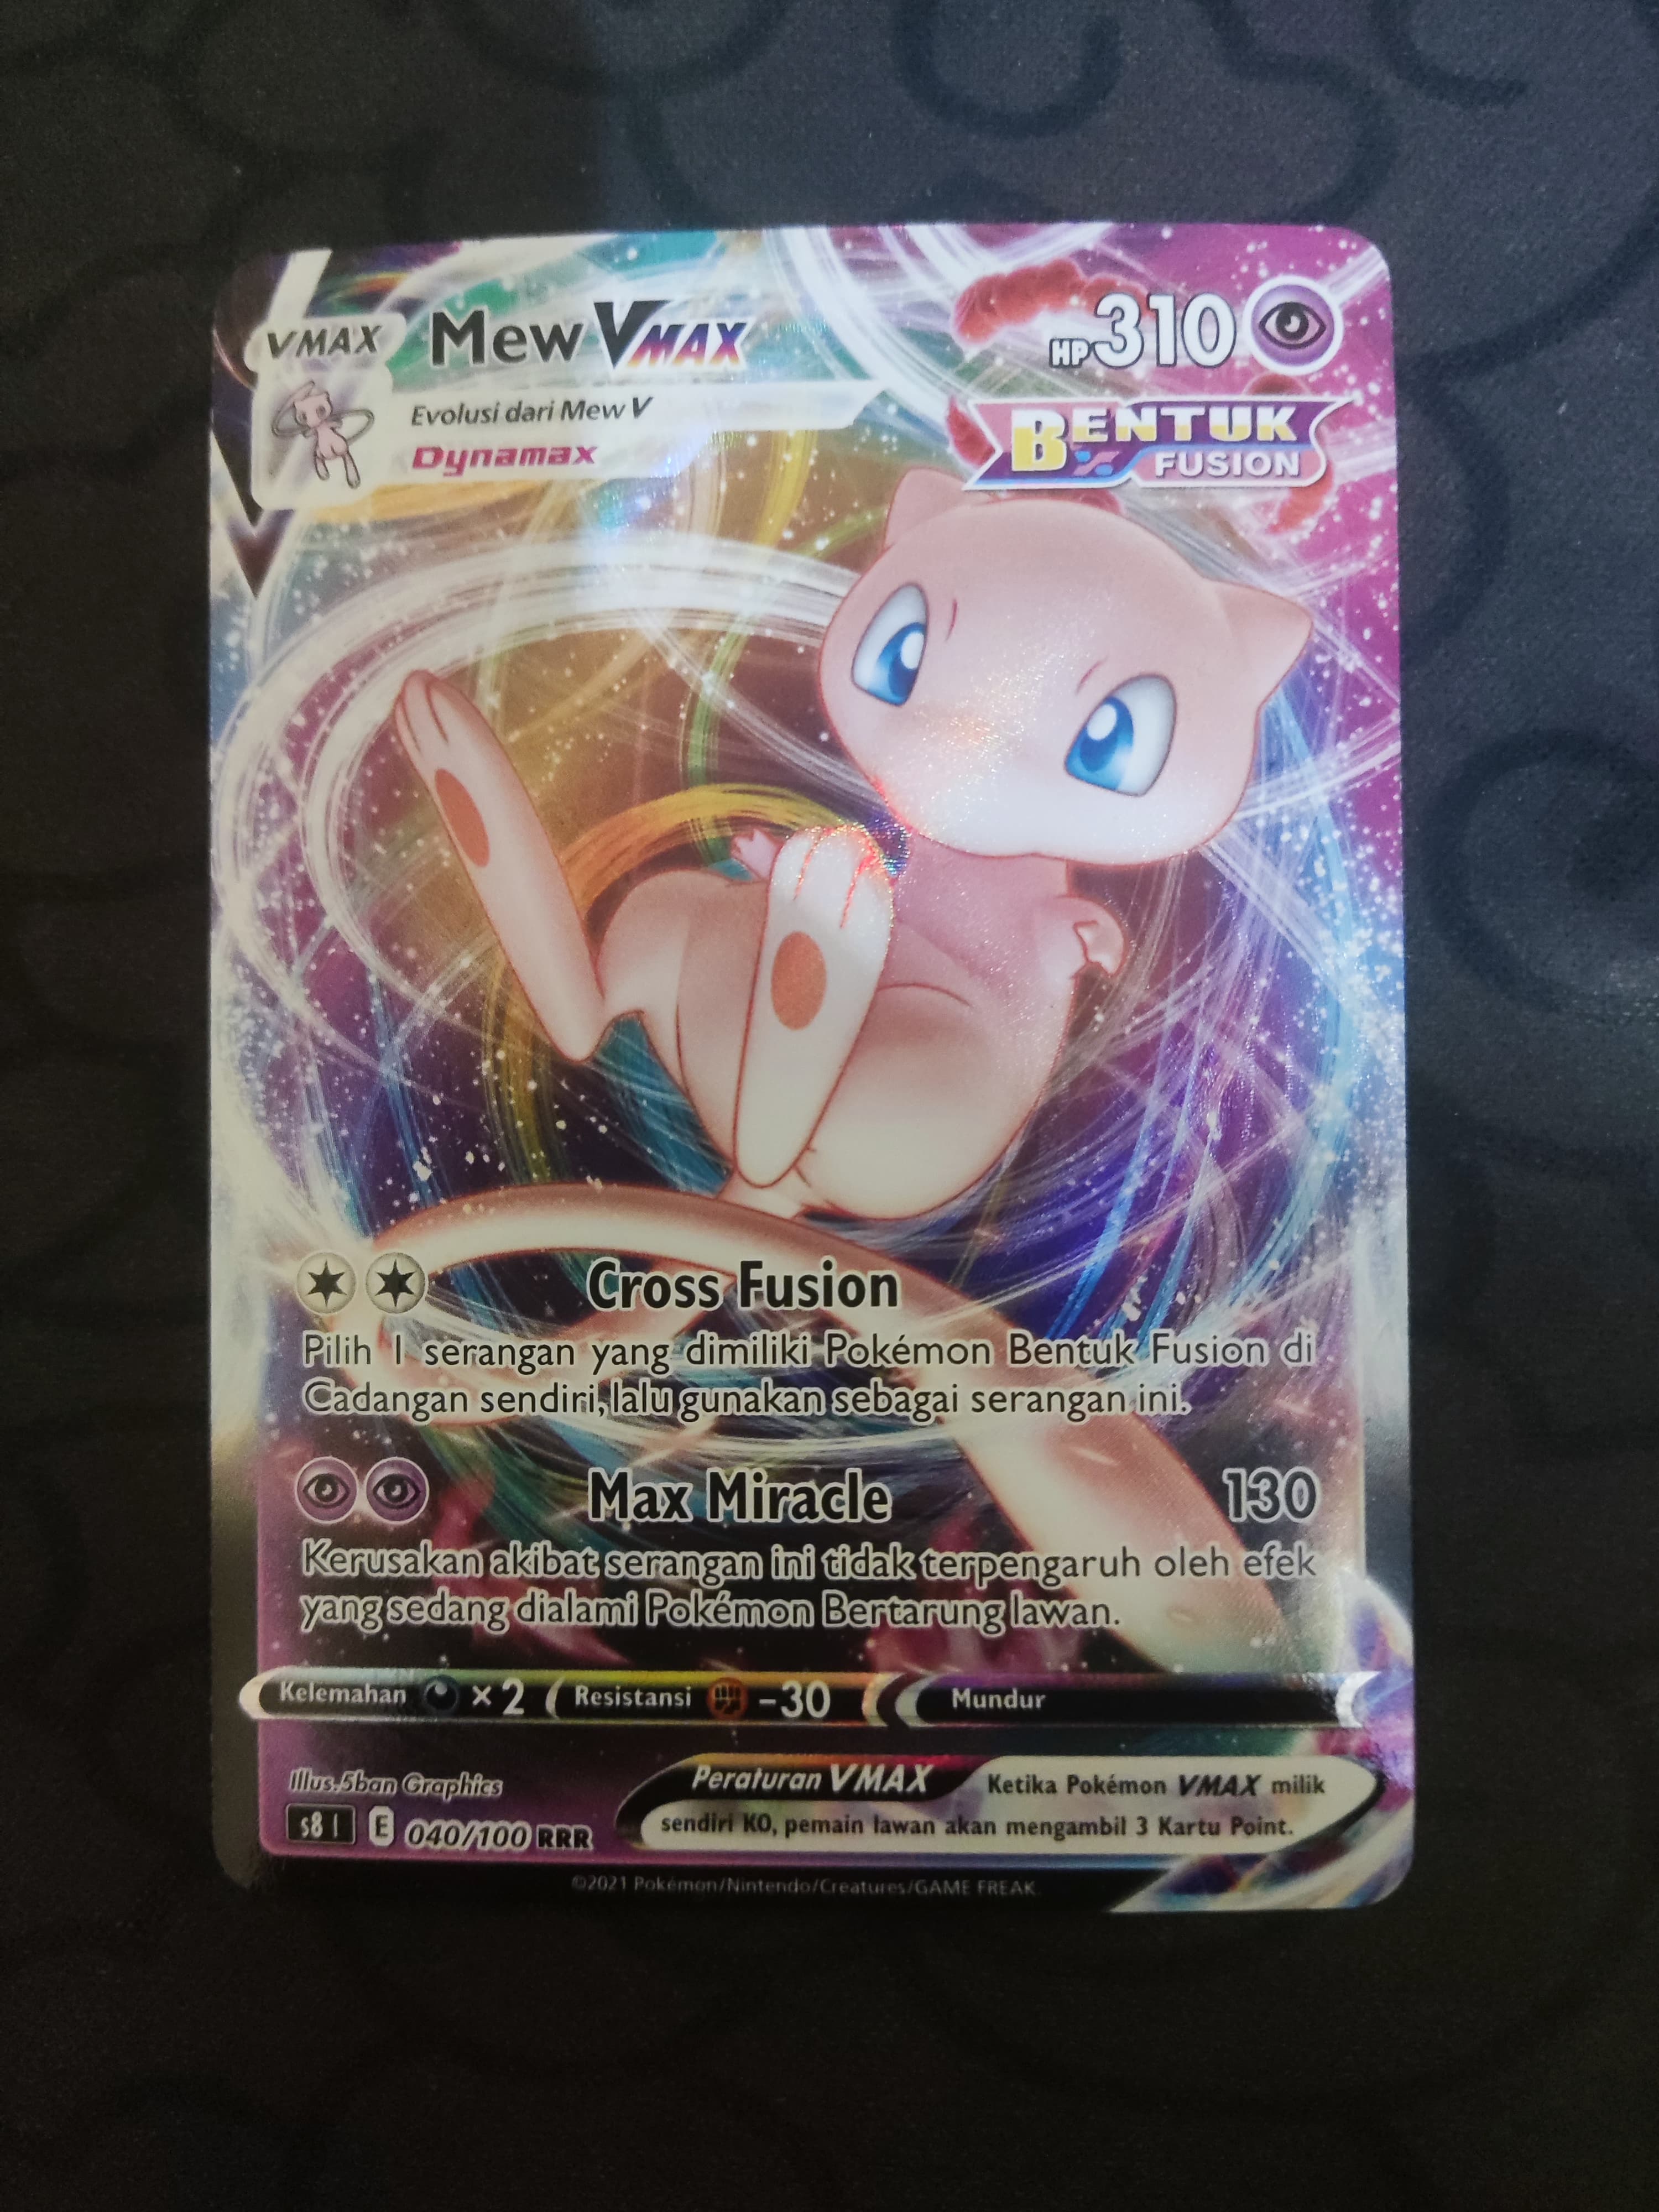 VMAX
Mew VMAX
HP 310
Evolusi dari Mew V
Dynamax
BENTUK
FUSION
Cross Fusion
Pilih 1 serangan yang dimiliki Pokémon Bentuk Fusion di
Cadangan sendiri, lalu gunakan sebagai serangan ini.
Max Miracle 130
Kerusakan akibat serangan ini tidak terpengaruh oleh efek
yang sedang dialami Pokémon Bertarung lawan.
Kelemahan ×2 Resistansi -30 Mundur
Illus. 5ban Graphics
Peraturan VMAX Ketika Pokémon VMAX milik
sendiri KO, pemain lawan akan mengambil 3 Kartu Point.
s8 I E 040/100 RRR
©2021 Pokémon/Nintendo/Creatures/GAME FREAK